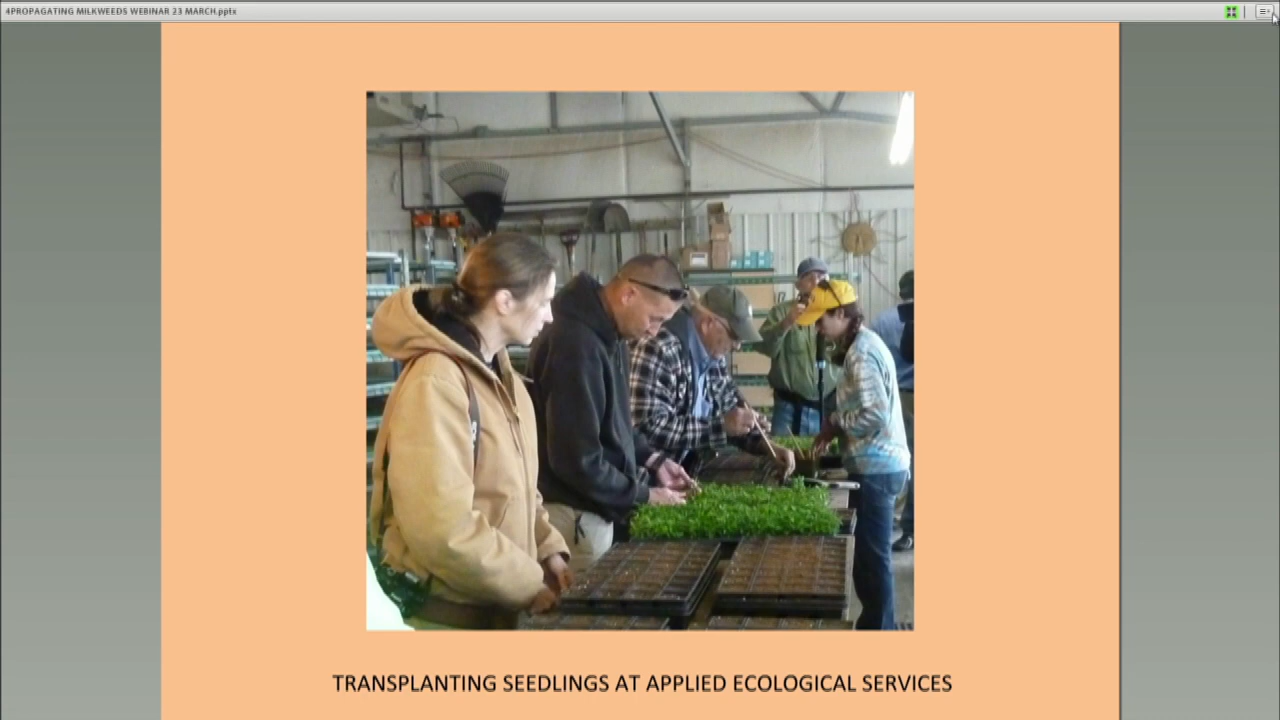 4PROPAGATING MILKWEEDS WEBINAR 23 MARCH.pptx
TRANSPLANTING SEEDLINGS AT APPLIED ECOLOGICAL SERVICES